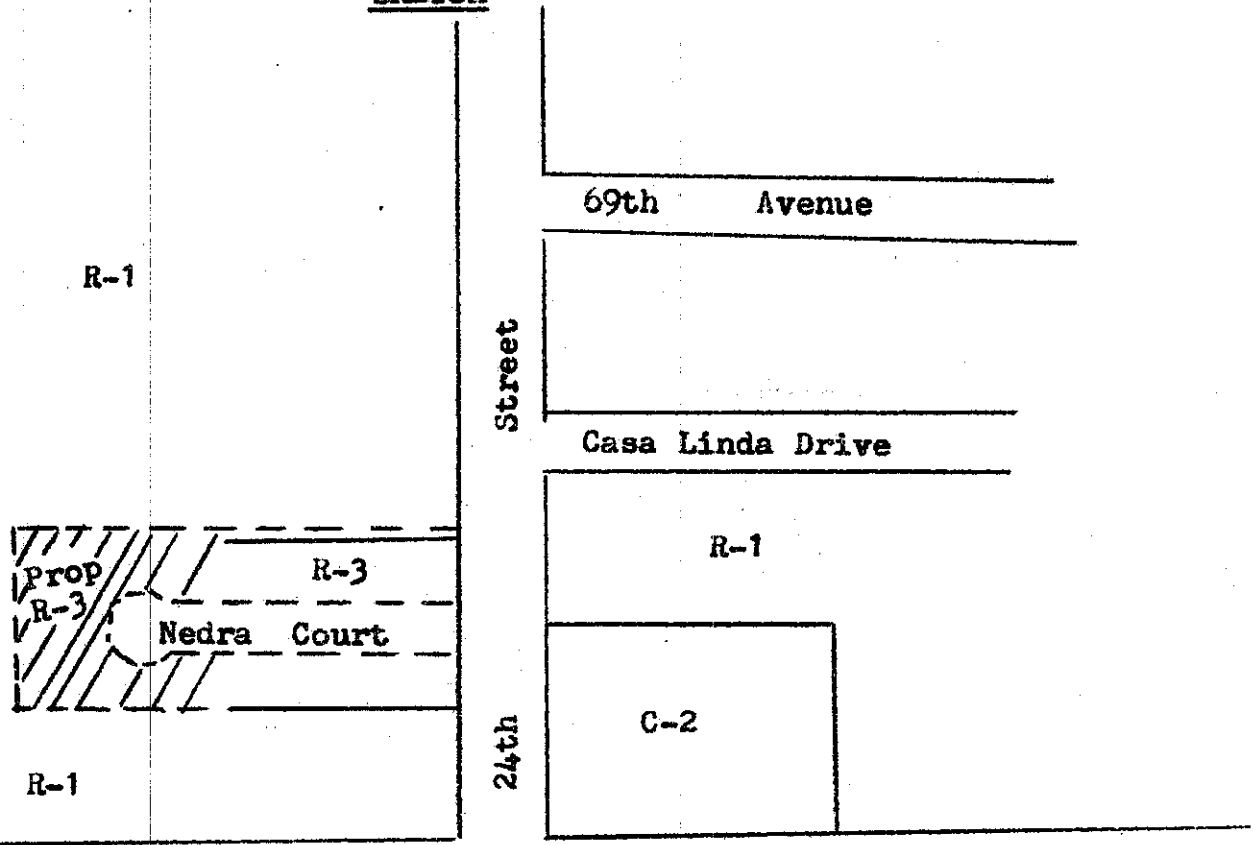 69th Avenue
R-1
Street
Casa Linda Drive
R-1
R-3
Prop
R-3
Nedra Court
C-2
24th
R-1